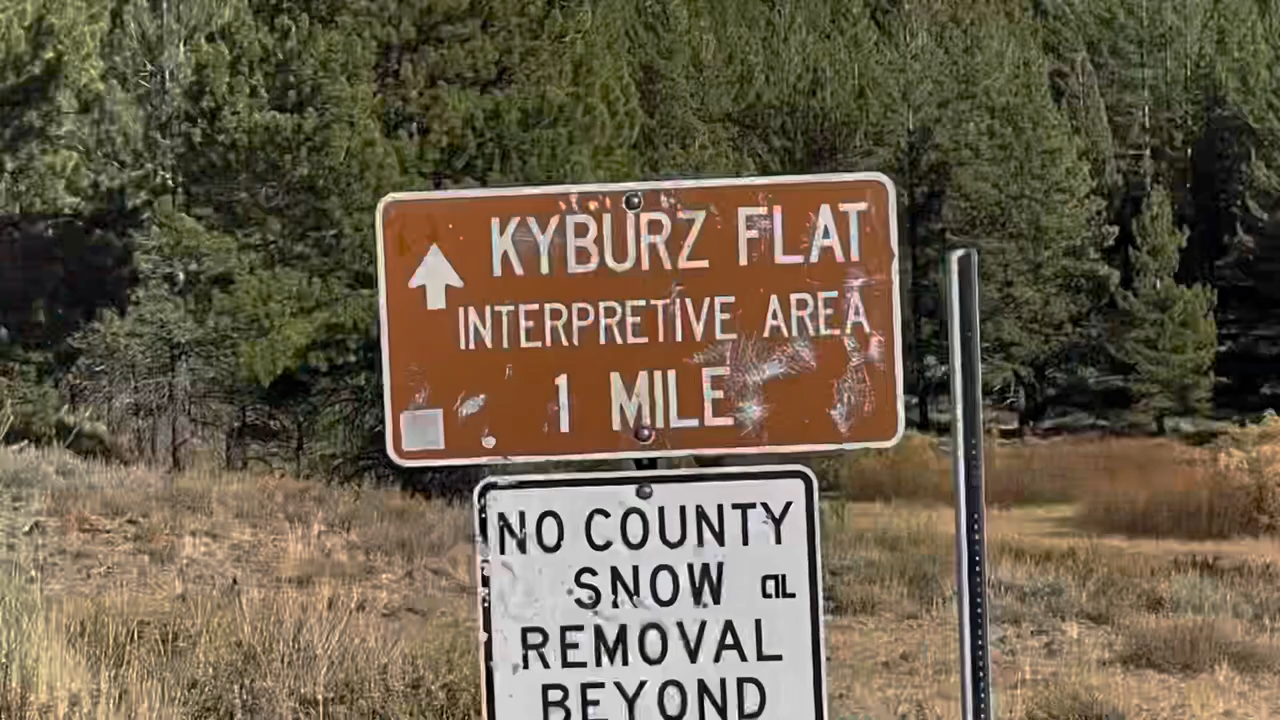 KYBURZ FLAT
INTERPRETIVE AREA
1 MILE
NO COUNTY
SNOW
REMOVAL
BEYOND